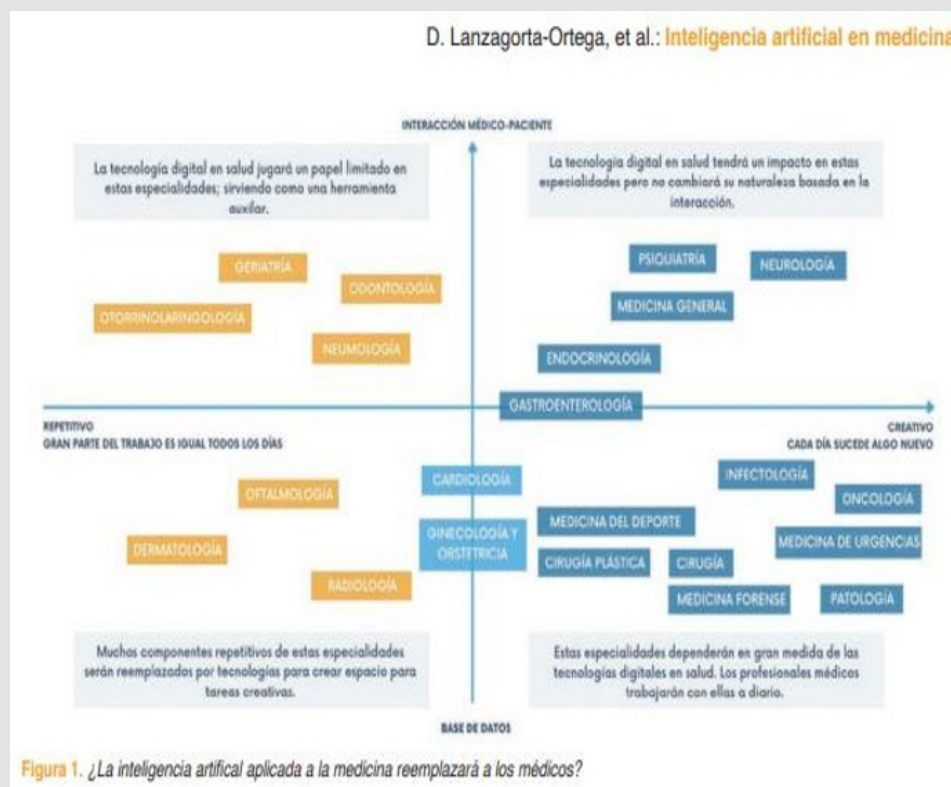 D. Lanzagorta-Ortega, et al.: Inteligencia artificial en medicina
INTERACCIÓN MÉDICO-PACIENTE
La tecnología digital en salud jugará un papel limitado en
estas especialidades; sirviendo como una herramienta
auxilar.
La tecnología digital en salud tendrá un impacto en estas
especialidades pero no cambiará su naturaleza basada en la
interacción.
GERIATRÍA
ODONTOLOGÍA
OTORRINOLARINGOLOGÍA
NEUMOLOGÍA
PSIQUIATRÍA
NEUROLOGÍA
MEDICINA GENERAL
ENDOCRINOLOGÍA
GASTROENTEROLOGÍA
REPETITIVO
GRAN PARTE DEL TRABAJO ES IGUAL TODOS LOS DÍAS
CREATIVO
CADA DÍA SUCEDE ALGO NUEVO
OFTALMOLOGÍA
DERMATOLOGÍA
RADIOLOGÍA
CARDIOLOGÍA
GINECOLOGÍA Y
OBSTETRICIA
INFECTOLOGÍA
ONCOLOGÍA
MEDICINA DEL DEPORTE
MEDICINA DE URGENCIAS
CIRUGÍA PLÁSTICA
CIRUGÍA
MEDICINA FORENSE
PATOLOGÍA
Muchos componentes repetitivos de estas especialidades
serán reemplazados por tecnologías para crear espacio para
tareas creativas.
Estas especialidades dependerán en gran medida de las
tecnologías digitales en salud. Los profesionales médicos
trabajarán con ellas a diario.
BASE DE DATOS
Figura 1. ¿La inteligencia artifical aplicada a la medicina reemplazará a los médicos?